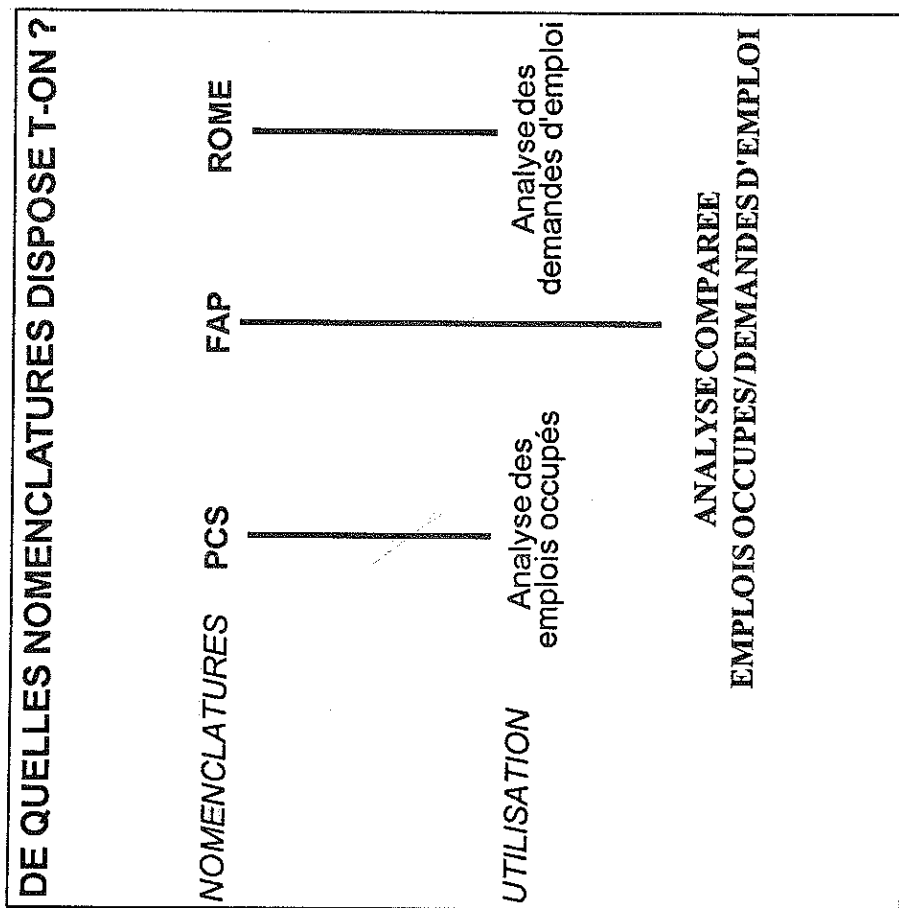 DE QUELLES NOMENCLATURES DISPOSE T-ON ?
NOMENCLATURES PCS FAP ROME
UTILISATION
Analyse des
emplois occupés
Analyse des
demandes d'emploi
ANALYSE COMPAREE
EMPLOIS OCCUPES/DEMANDES D'EMPLOI